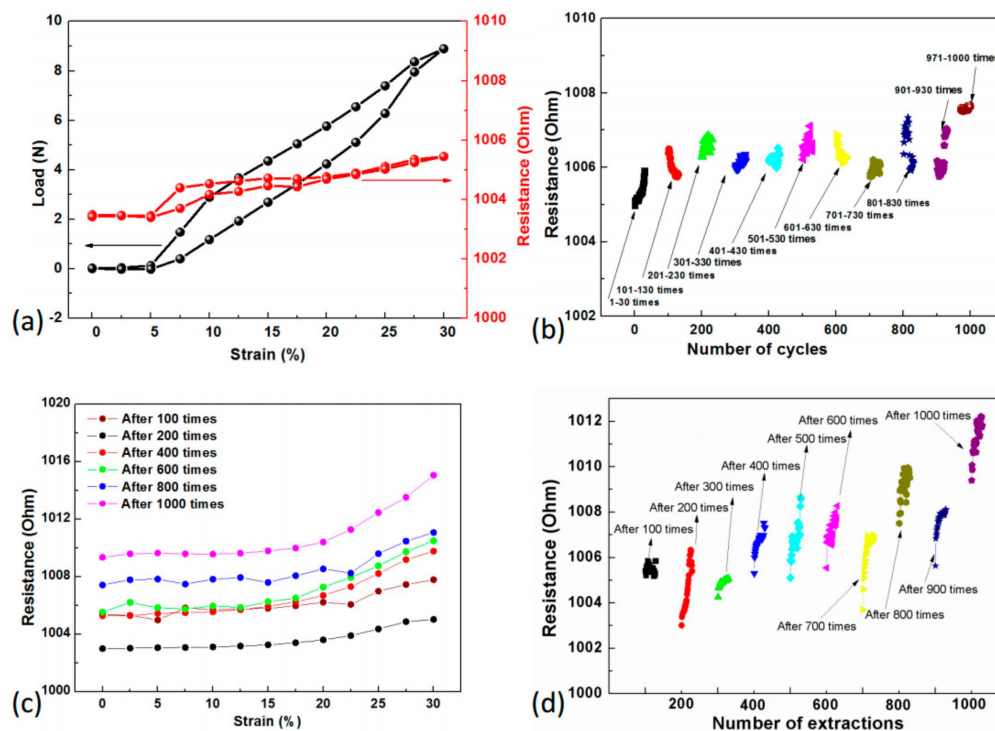 10
8
6
4
2
0
-2
Load (N)
1010
1008
1006
1004
1002
1000
Resistance (Ohm)
0 5 10 15 20 25 30
Strain (%)
(a)
1010
1008
1006
1004
1002
Resistance (Ohm)
971-1000 times
901-930 times
801-830 times
701-730 times
601-630 times
501-530 times
401-430 times
301-330 times
201-230 times
101-130 times
1-30 times
0 200 400 600 800 1000
Number of cycles
(b)
1020
1016
1012
1008
1004
1000
Resistance (Ohm)
After 100 times
After 200 times
After 400 times
After 600 times
After 800 times
After 1000 times
0 5 10 15 20 25 30
Strain (%)
(c)
1012
1010
1008
1006
1004
1002
1000
Resistance (Ohm)
After 600 times
After 1000 times
After 500 times
After 400 times
After 300 times
After 200 times
After 100 times
After 900 times
After 800 times
After 700 times
200 400 600 800 1000
Number of extractions
(d)